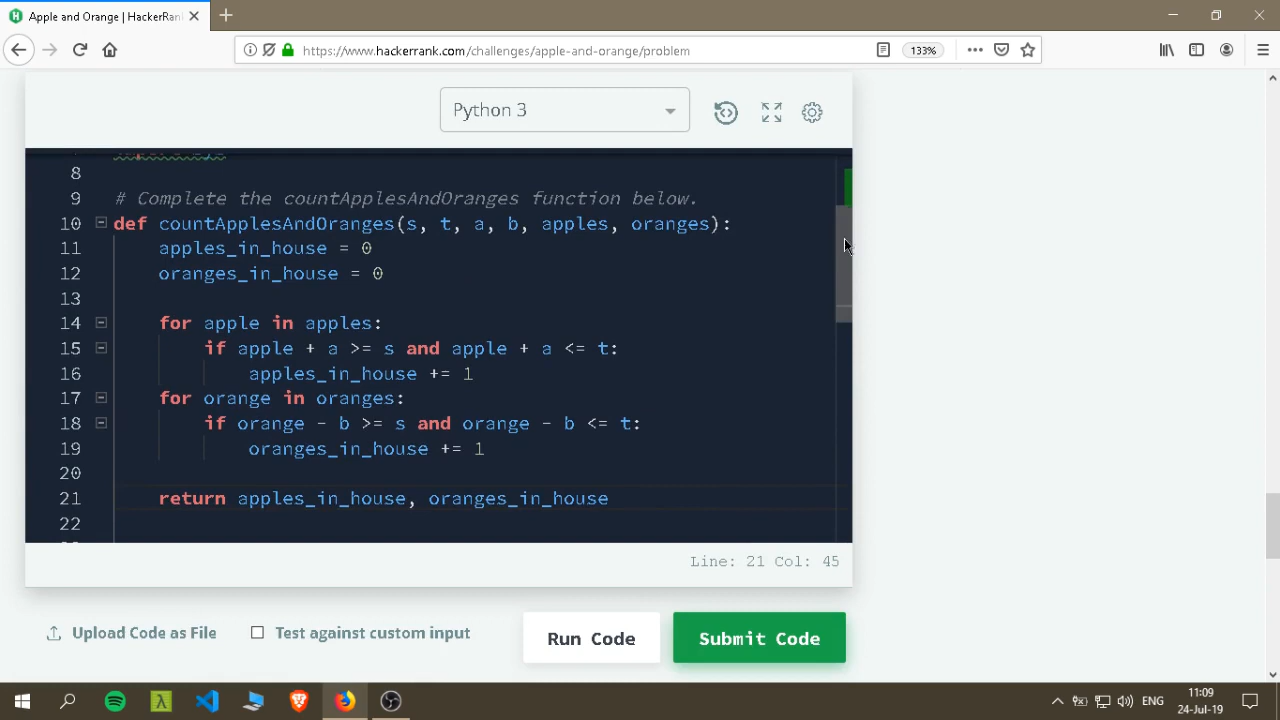 Apple and Orange | HackerRan
https://www.hackerrank.com/challenges/apple-and-orange/problem
133%
Python 3
8
9 # Complete the countApplesAndOranges function below.
10 def countApplesAndOranges(s, t, a, b, apples, oranges):
11 apples_in_house = 0
12 oranges_in_house = 0
13
14 for apple in apples:
15 if apple + a >= s and apple + a <= t:
16 apples_in_house += 1
17 for orange in oranges:
18 if orange - b >= s and orange - b <= t:
19 oranges_in_house += 1
20
21 return apples_in_house, oranges_in_house
22
Line: 21 Col: 45
Upload Code as File
Test against custom input
Run Code
Submit Code
ENG
11:09
24-Jul-19